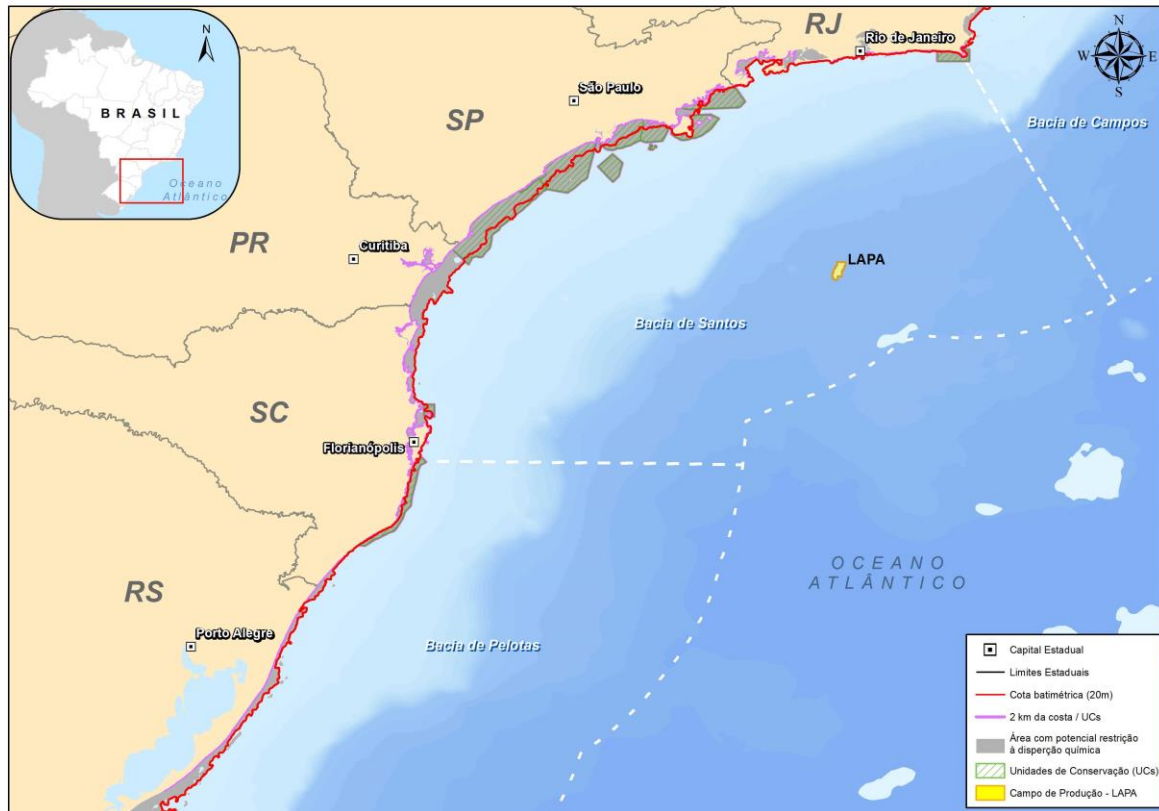 N
BRASIL
Oceano
Atlântico
RJ
Rio de Janeiro
N
W
E
S
São Paulo
SP
Bacia de Campos
PR
Curitiba
LAPA
Bacia de Santos
SC
Florianópolis
OCEANO
ATLÂNTICO
RS
Porto Alegre
Bacia de Pelotas
Capital Estadual
Limites Estaduais
Cota batimétrica (20m)
2 km da costa / UCs
Área com potencial restrição
à disperção química
Unidades de Conservação (UCs)
Campo de Produção - LAPA